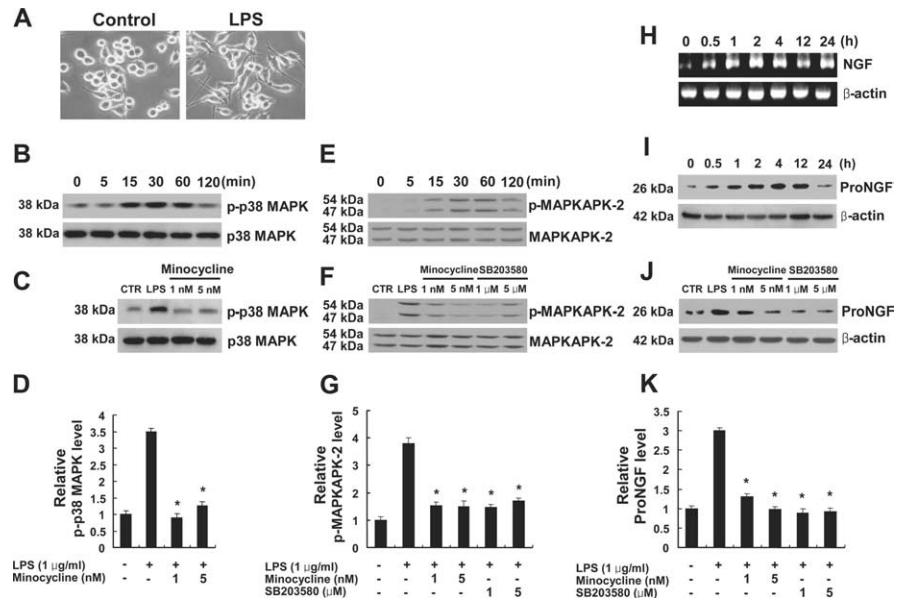 A
Control LPS
B
0 5 15 30 60 120 (min)
38 kDa p-p38 MAPK
38 kDa p38 MAPK
C
Minocycline
CTR LPS 1 nM 5 nM
38 kDa p-p38 MAPK
38 kDa p38 MAPK
D
Relative
p-p38 MAPK level
4
3.5
3
2.5
2
1.5
1
0.5
0
* *
LPS (1 μg/ml) - + + +
Minocycline (nM) - - 1 5
E
0 5 15 30 60 120 (min)
54 kDa
47 kDa
p-MAPKAPK-2
54 kDa
47 kDa
MAPKAPK-2
F
Minocycline SB203580
CTR LPS 1 nM 5 nM 1 μM 5 μM
54 kDa
47 kDa
p-MAPKAPK-2
54 kDa
47 kDa
MAPKAPK-2
G
Relative
p-MAPKAPK-2 level
5
4
3
2
1
0
* * * *
LPS (1 μg/ml) - + + + + +
Minocycline (nM) - - 1 5 - -
SB203580 (μM) - - - - 1 5
H
0 0.5 1 2 4 12 24 (h)
NGF
β-actin
I
0 0.5 1 2 4 12 24 (h)
26 kDa ProNGF
42 kDa β-actin
J
Minocycline SB203580
CTR LPS 1 nM 5 nM 1 μM 5 μM
26 kDa ProNGF
42 kDa β-actin
K
Relative
ProNGF level
3.5
3
2.5
2
1.5
1
0.5
0
* * * *
LPS (1 μg/ml) - + + + + +
Minocycline (nM) - - 1 5 - -
SB203580 (μM) - - - - 1 5